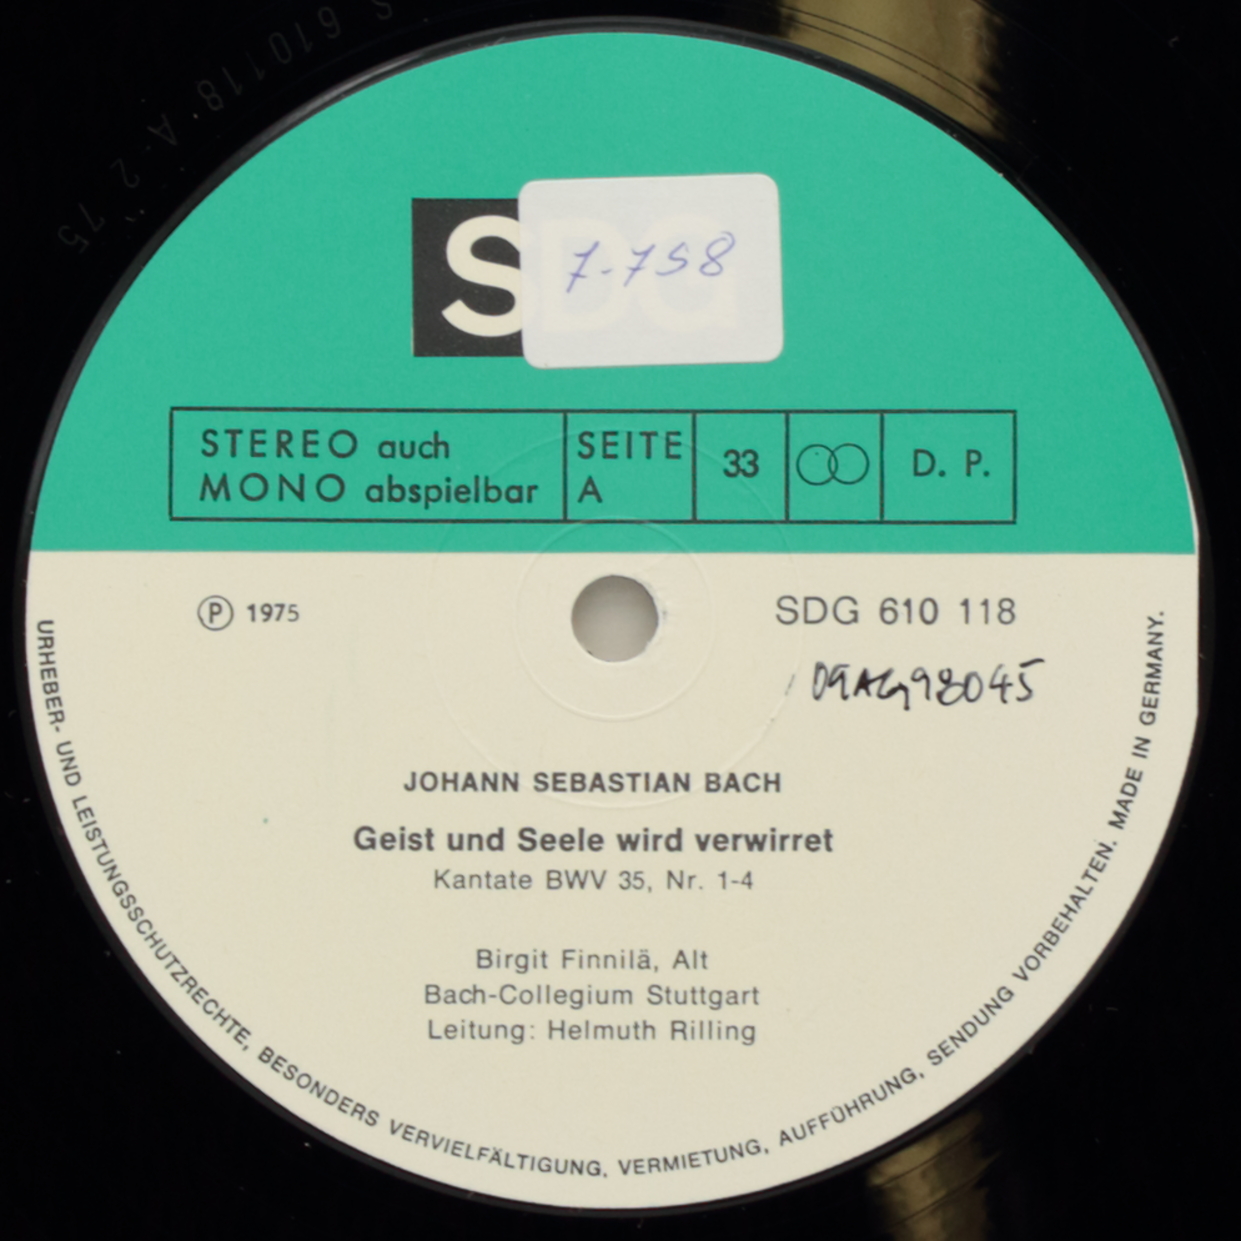 S 610118 A-2 75
SDG
7-758
STEREO auch
MONO abspielbar
SEITE
A
33
D. P.
Ⓟ 1975
SDG 610 118
JOHANN SEBASTIAN BACH
Geist und Seele wird verwirret
Kantate BWV 35, Nr. 1-4
Birgit Finnilä, Alt
Bach-Collegium Stuttgart
Leitung: Helmuth Rilling
URHEBER- UND LEISTUNGSSCHUTZRECHTE, BESONDERS VERVIELFÄLTIGUNG, VERMIETUNG, AUFFÜHRUNG, SENDUNG VORBEHALTEN. MADE IN GERMANY.